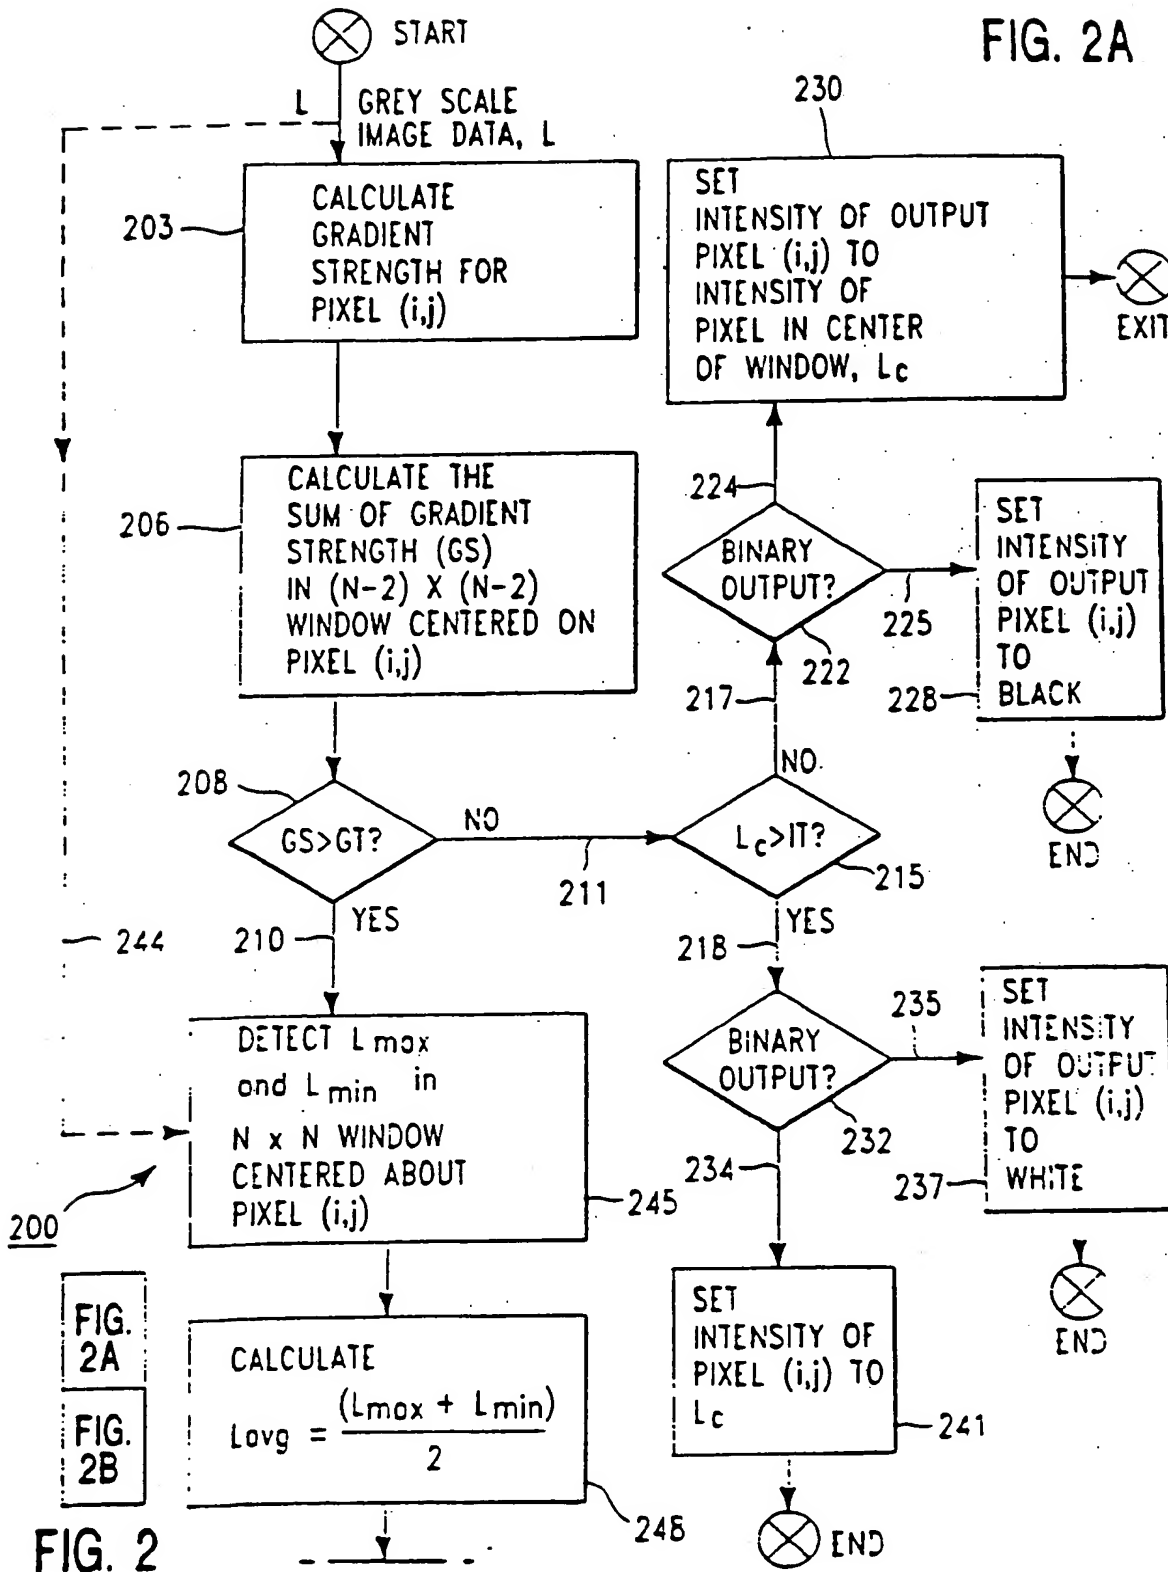 FIG. 2A
START
L
GREY SCALE
IMAGE DATA, L
203
CALCULATE
GRADIENT
STRENGTH FOR
PIXEL (i,j)
230
SET
INTENSITY OF OUTPUT
PIXEL (i,j) TO
INTENSITY OF
PIXEL IN CENTER
OF WINDOW, Lc
EXIT
206
CALCULATE THE
SUM OF GRADIENT
STRENGTH (GS)
IN (N-2) X (N-2)
WINDOW CENTERED ON
PIXEL (i,j)
224
BINARY
OUTPUT?
222
225
SET
INTENSITY
OF OUTPUT
PIXEL (i,j)
TO
BLACK
228
END
217
NO
208
GS>GT?
NO
211
Lc>IT?
215
YES
210
YES
218
244
DETECT Lmax
and Lmin in
N x N WINDOW
CENTERED ABOUT
PIXEL (i,j)
245
200
BINARY
OUTPUT?
232
235
SET
INTENSITY
OF OUTPUT
PIXEL (i,j)
TO
WHITE
237
END
234
SET
INTENSITY OF
PIXEL (i,j) TO
Lc
241
END
CALCULATE
Lavg = (Lmax + Lmin)
2
248
FIG.
2A
FIG.
2B
FIG. 2